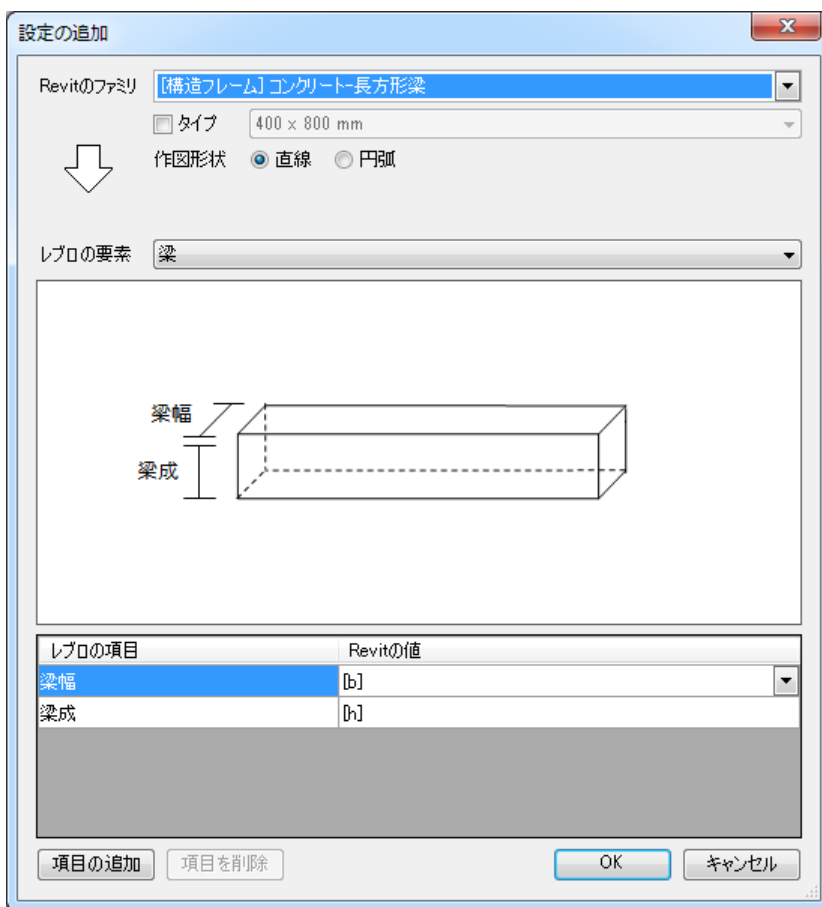 設定の追加
Revitのファミリ [構造フレーム] コンクリート-長方形梁
タイプ 400 x 800 mm
作図形状 直線 円弧
レブロの要素 梁
梁幅
梁成
レブロの項目 Revitの値
梁幅 [b]
梁成 [h]
項目の追加 項目を削除 OK キャンセル